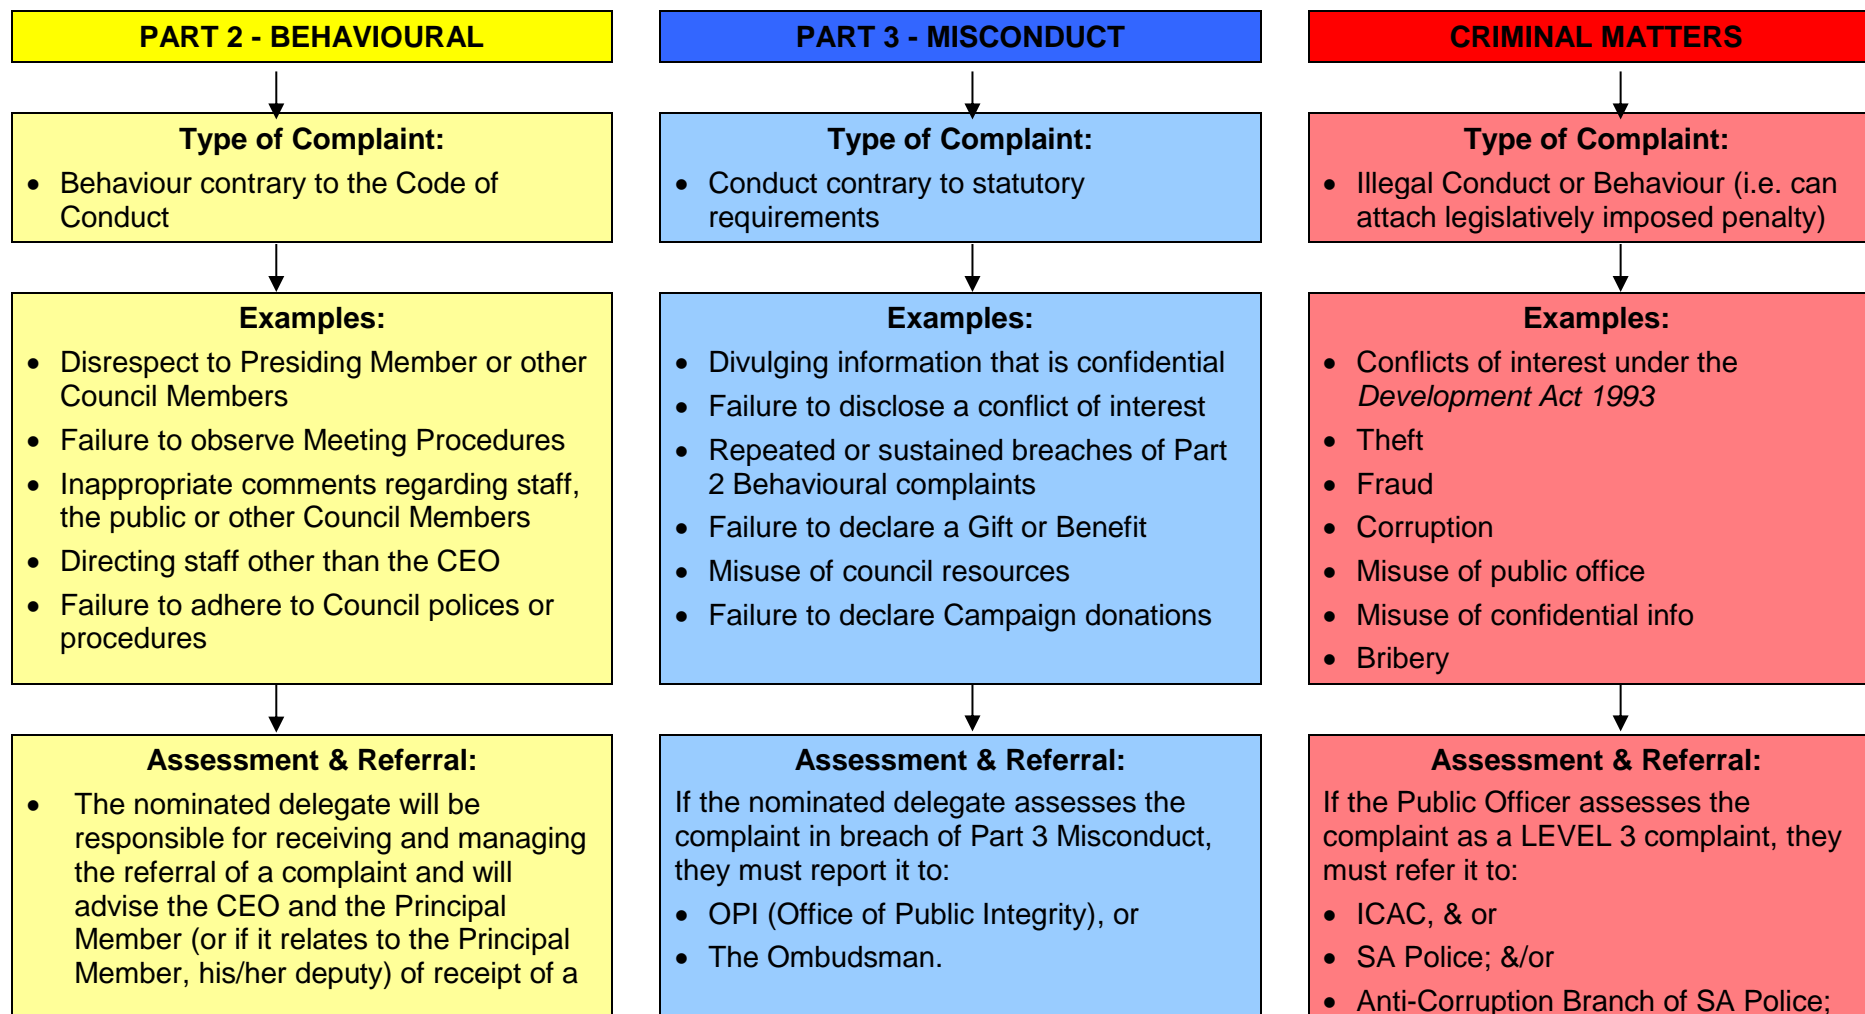 PART 2 - BEHAVIOURAL
Type of Complaint:
• Behaviour contrary to the Code of
Conduct
Examples:
• Disrespect to Presiding Member or other
Council Members
• Failure to observe Meeting Procedures
• Inappropriate comments regarding staff,
the public or other Council Members
• Directing staff other than the CEO
• Failure to adhere to Council polices or
procedures
Assessment & Referral:
• The nominated delegate will be
responsible for receiving and managing
the referral of a complaint and will
advise the CEO and the Principal
Member (or if it relates to the Principal
Member, his/her deputy) of receipt of a
PART 3 - MISCONDUCT
Type of Complaint:
• Conduct contrary to statutory
requirements
Examples:
• Divulging information that is confidential
• Failure to disclose a conflict of interest
• Repeated or sustained breaches of Part
2 Behavioural complaints
• Failure to declare a Gift or Benefit
• Misuse of council resources
• Failure to declare Campaign donations
Assessment & Referral:
If the nominated delegate assesses the
complaint in breach of Part 3 Misconduct,
they must report it to:
• OPI (Office of Public Integrity), or
• The Ombudsman.
CRIMINAL MATTERS
Type of Complaint:
• Illegal Conduct or Behaviour (i.e. can
attach legislatively imposed penalty)
Examples:
• Conflicts of interest under the
Development Act 1993
• Theft
• Fraud
• Corruption
• Misuse of public office
• Misuse of confidential info
• Bribery
Assessment & Referral:
If the Public Officer assesses the
complaint as a LEVEL 3 complaint, they
must refer it to:
• ICAC, & or
• SA Police; &/or
• Anti-Corruption Branch of SA Police;